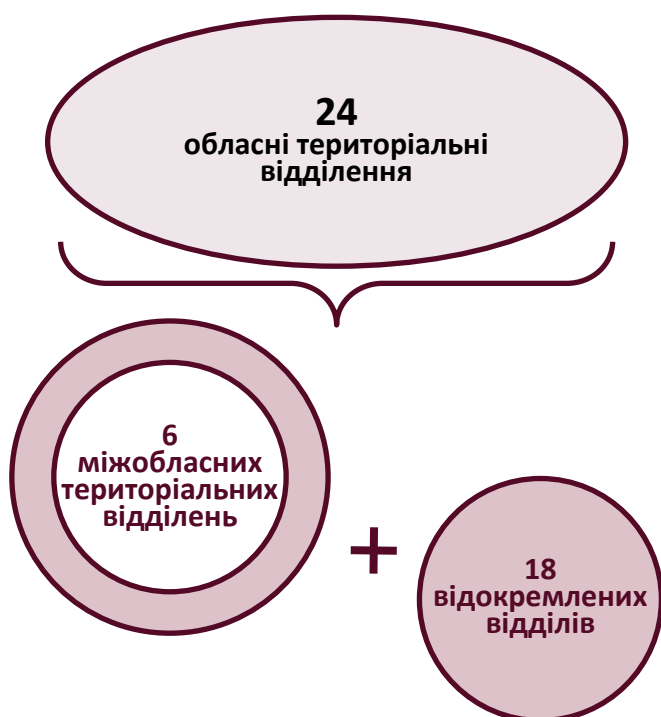 24
обласні територіальні
відділення
6
міжобласних
територіальних
відділень
+
18
відокремлених
відділів